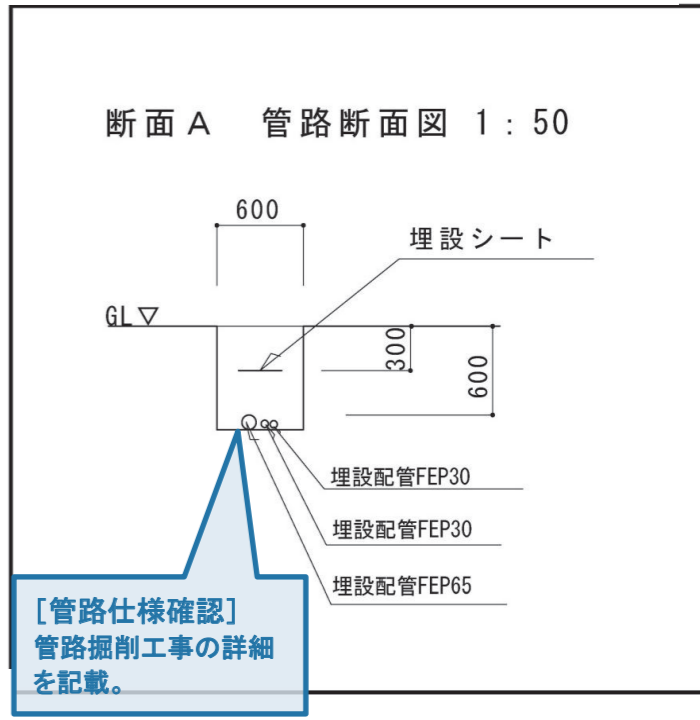 断面A 管路断面図 1:50
600
埋設シート
GL▽
300
600
埋設配管FEP30
埋設配管FEP30
埋設配管FEP65
[管路仕様確認]
管路掘削工事の詳細
を記載。